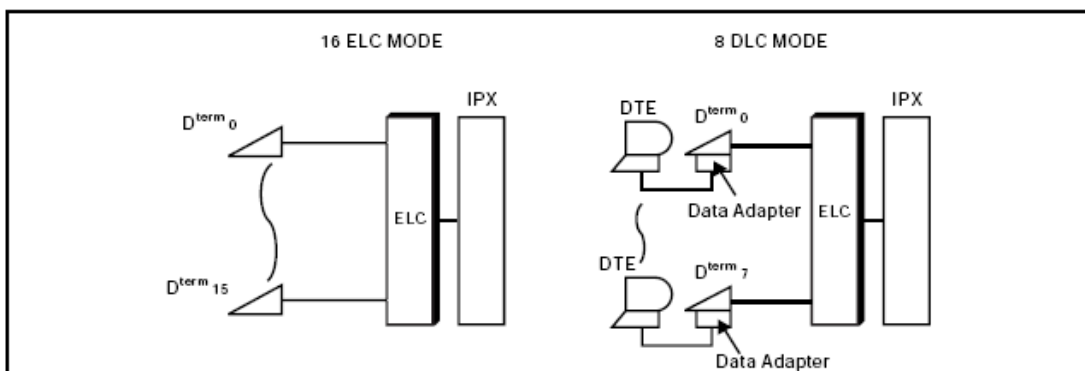 16 ELC MODE
8 DLC MODE
IPX
Dterm 0
ELC
Dterm 15
DTE
Dterm 0
IPX
Data Adapter
ELC
DTE
Dterm 7
Data Adapter